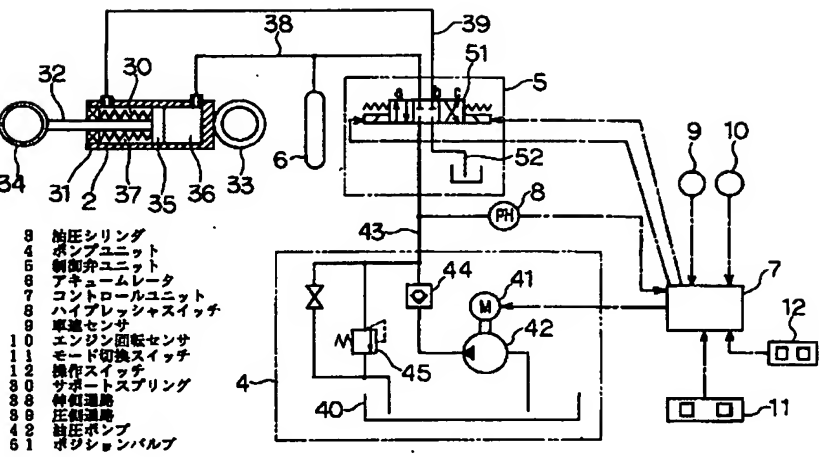 39
38
51
32
30
5
a b c
9
10
6
52
34
31
2
37
35
36
33
8
PH
43
44
41
M
7
42
12
45
4
40
11
3 油圧シリンダ
4 ポンプユニット
5 制御弁ユニット
6 アキュームレータ
7 コントロールユニット
8 ハイプレッシャスイッチ
9 車速センサ
10 エンジン回転センサ
11 モード切換スイッチ
12 操作スイッチ
30 サポートスプリング
38 伸側通路
39 圧側通路
42 油圧ポンプ
51 ポジションバルブ